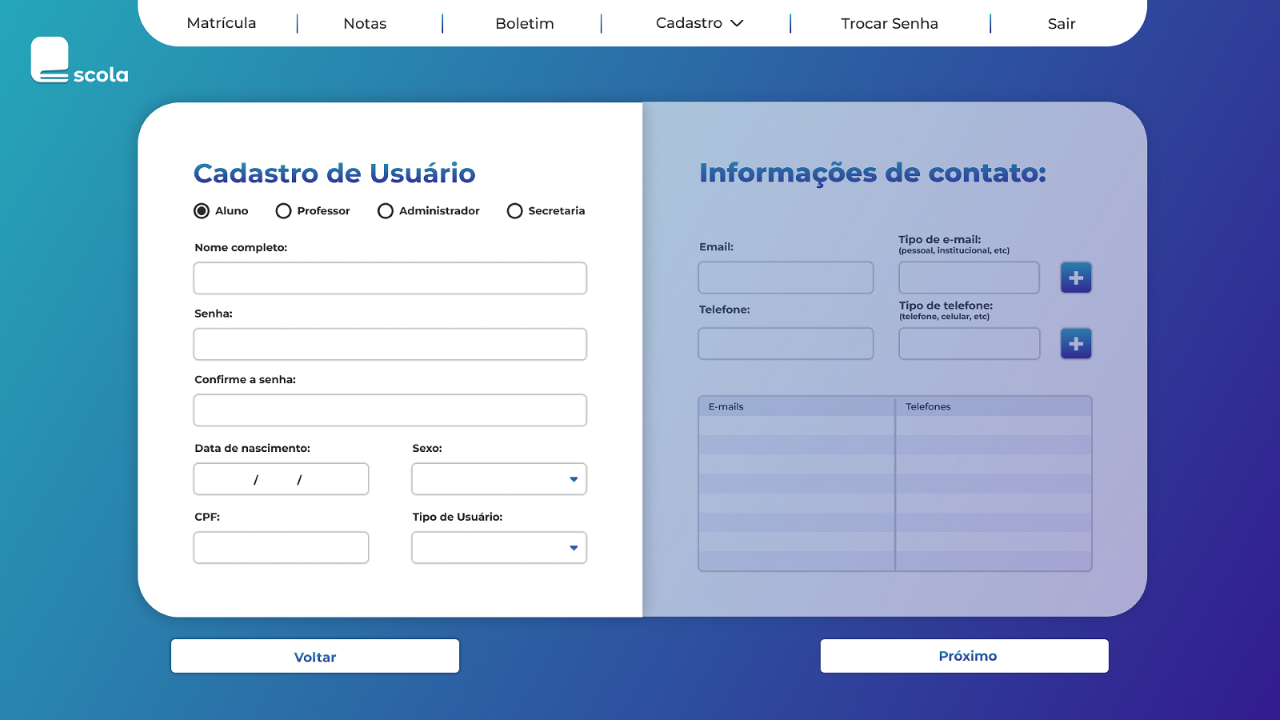 Matrícula
Notas
Boletim
Cadastro
Trocar Senha
Sair
scola
Cadastro de Usuário
Aluno
Professor
Administrador
Secretaria
Nome completo:
Senha:
Confirme a senha:
Data de nascimento:
Sexo:
/ /
CPF:
Tipo de Usuário:
Informações de contato:
Email:
Tipo de e-mail:
(pessoal, institucional, etc)
+
Telefone:
Tipo de telefone:
(telefone, celular, etc)
+
E-mails
Telefones
Voltar
Próximo